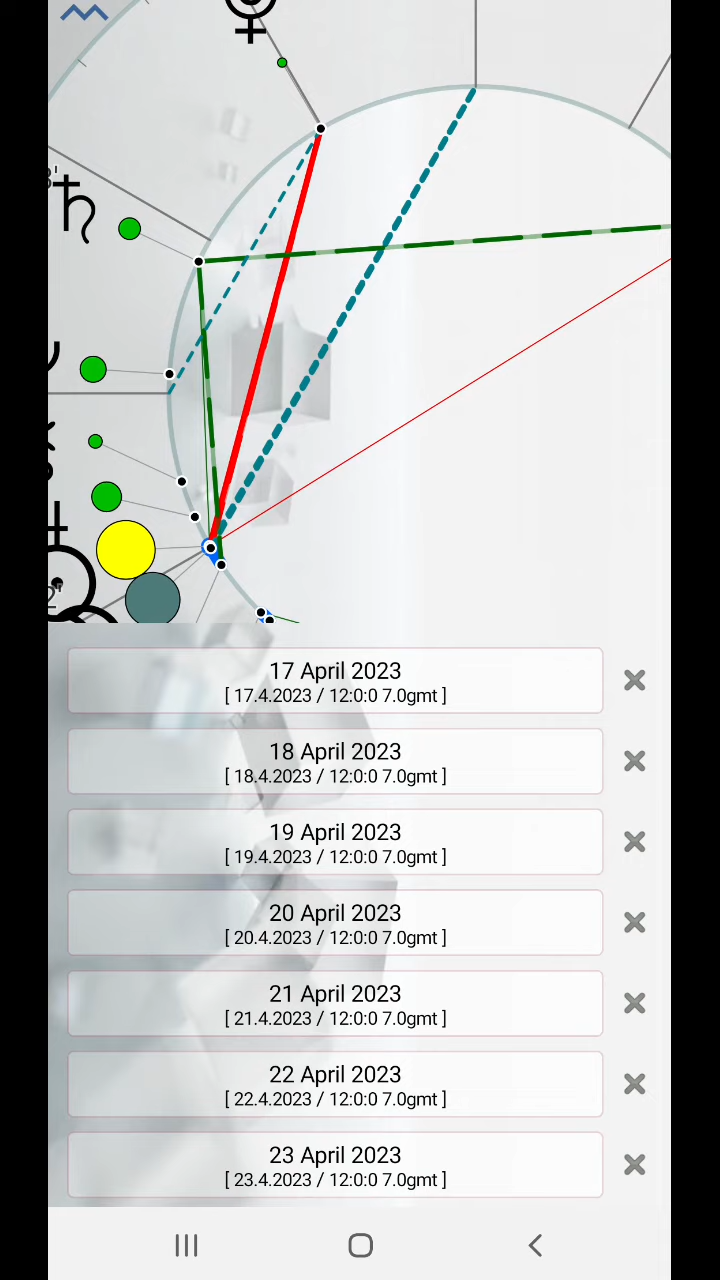 17 April 2023
[ 17.4.2023 / 12:0:0 7.0gmt ]
18 April 2023
[ 18.4.2023 / 12:0:0 7.0gmt ]
19 April 2023
[ 19.4.2023 / 12:0:0 7.0gmt ]
20 April 2023
[ 20.4.2023 / 12:0:0 7.0gmt ]
21 April 2023
[ 21.4.2023 / 12:0:0 7.0gmt ]
22 April 2023
[ 22.4.2023 / 12:0:0 7.0gmt ]
23 April 2023
[ 23.4.2023 / 12:0:0 7.0gmt ]